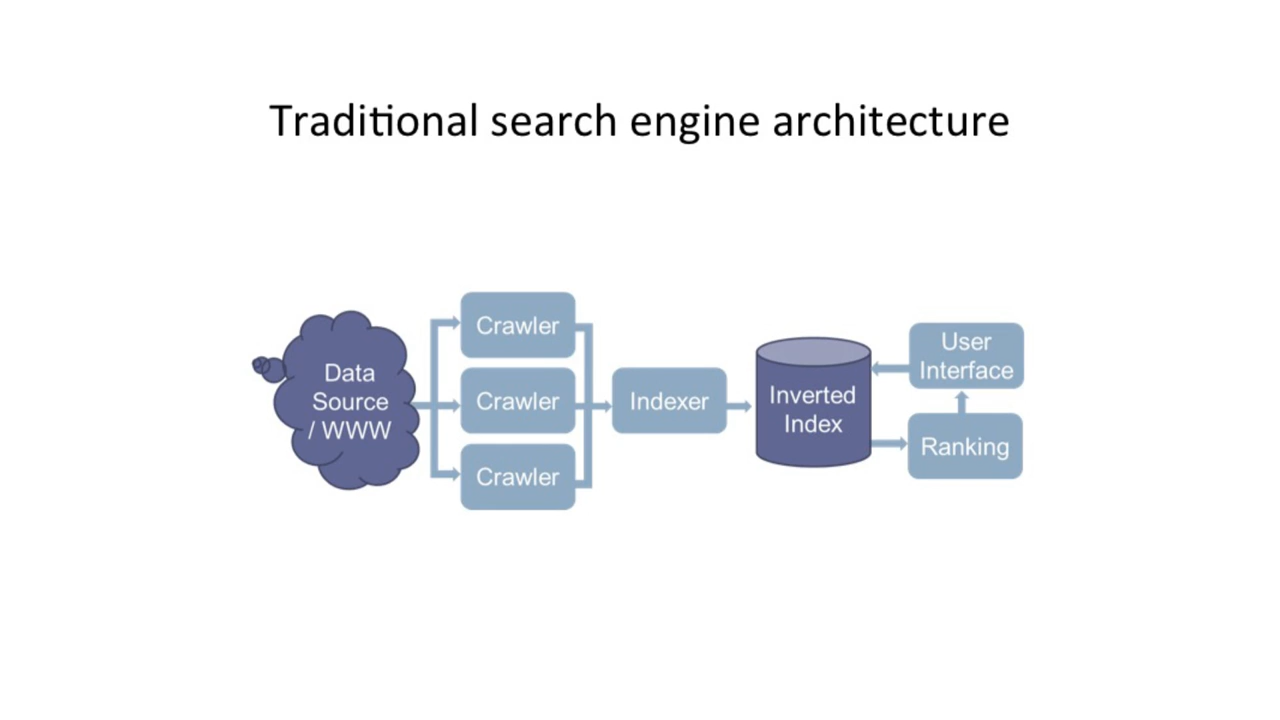 Traditional search engine architecture
Data
Source
/ WWW
Crawler
Crawler
Crawler
Indexer
Inverted
Index
User
Interface
Ranking